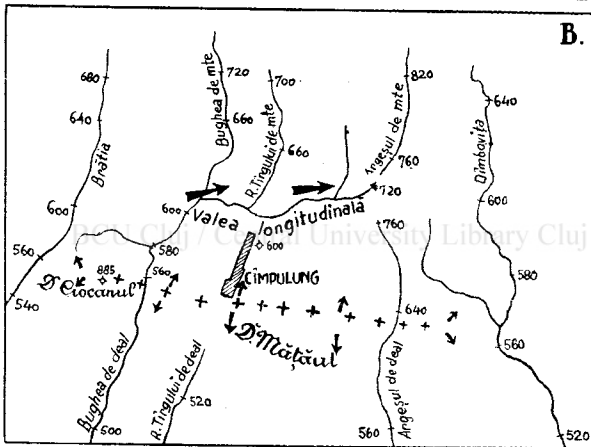 B.
680
640
Brătia
600
560
540
720
Bughea de mte
660
700
R. Tîrgului de mte
660
820
Argeșul de mte
760
720
640
Dîmbovița
600
580
560
520
600
Valea longitudinală
760
BCU Cluj / Central University Library Cluj
580
560
885
D. Ciocanul
600
CÎMPULUNG
D. Mățăul
640
Bughea de deal
500
R. Tîrgului de deal
520
Argeșul de deal
560